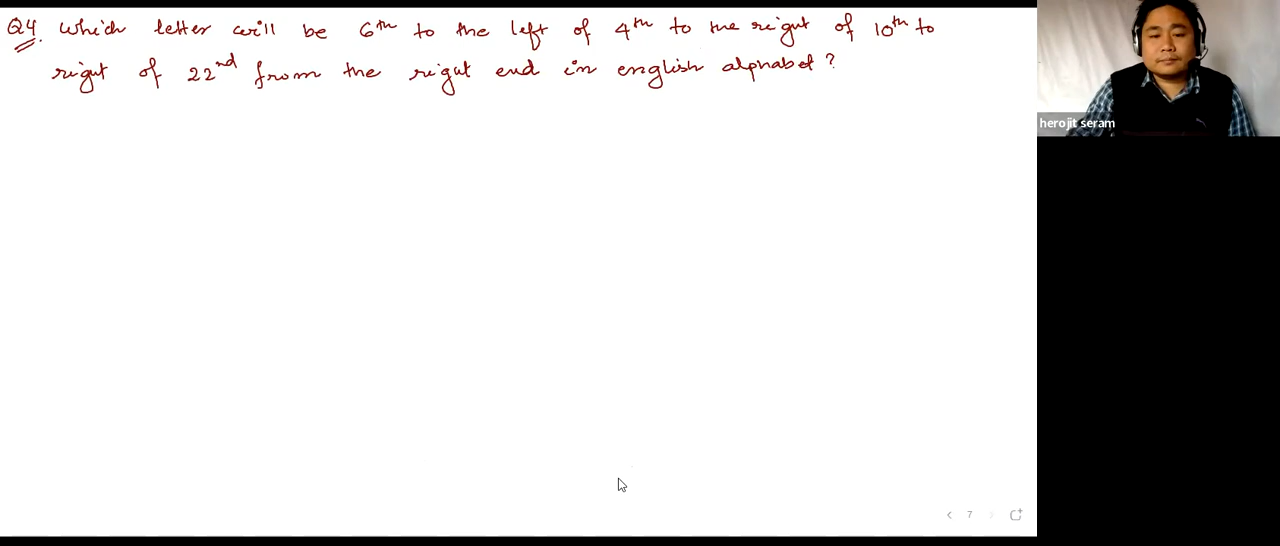 Q4. Which letter will be 6th to the left of 4th to the right of 10th to
right of 22nd from the right end in english alphabet ?
herojit seram
7